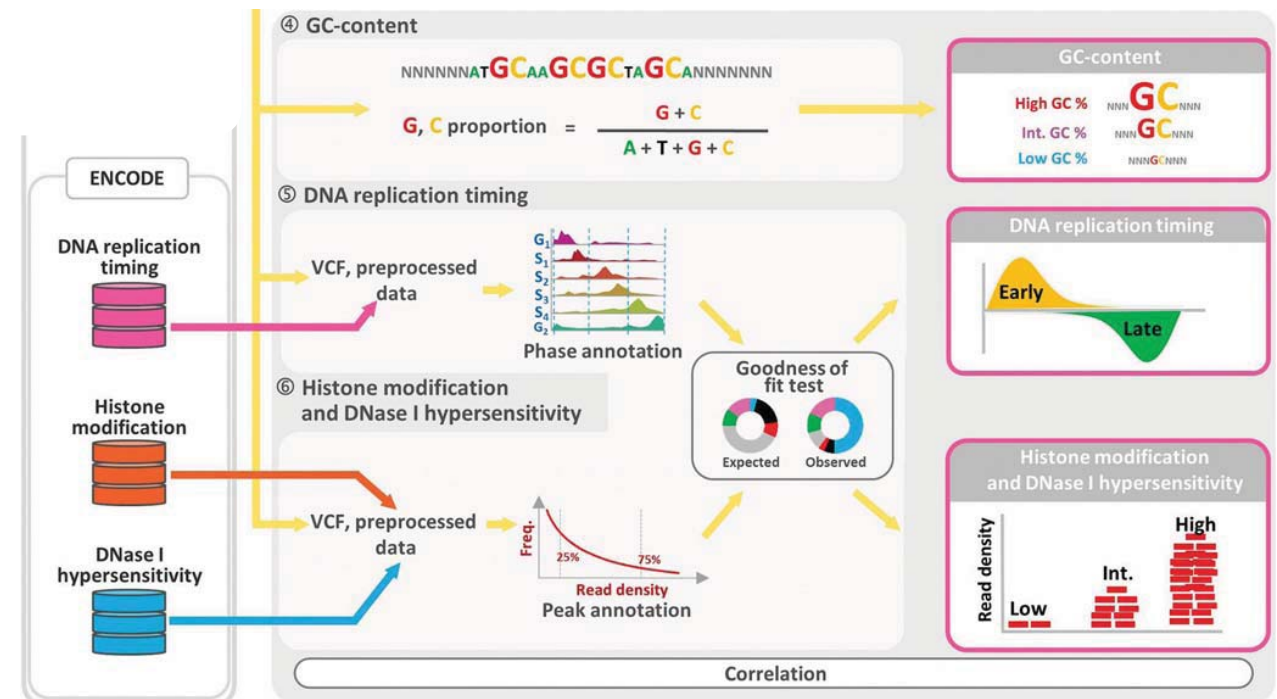 ④ GC-content
NNNNNNATGCAAGCGCTAGCANNNNNNN
G, C proportion =
G + C
A + T + G + C
GC-content
High GC % NNNGCNNN
Int. GC % NNNGCNNN
Low GC % NNNGCNNN
ENCODE
DNA replication
timing
Histone
modification
DNase I
hypersensitivity
⑤ DNA replication timing
VCF, preprocessed
data
G1
S1
S2
S3
S4
G2
Phase annotation
DNA replication timing
Early
Late
Goodness of
fit test
Expected
Observed
⑥ Histone modification
and DNase I hypersensitivity
VCF, preprocessed
data
Freq.
25%
75%
Read density
Peak annotation
Histone modification
and DNase I hypersensitivity
Read density
Low
Int.
High
Correlation